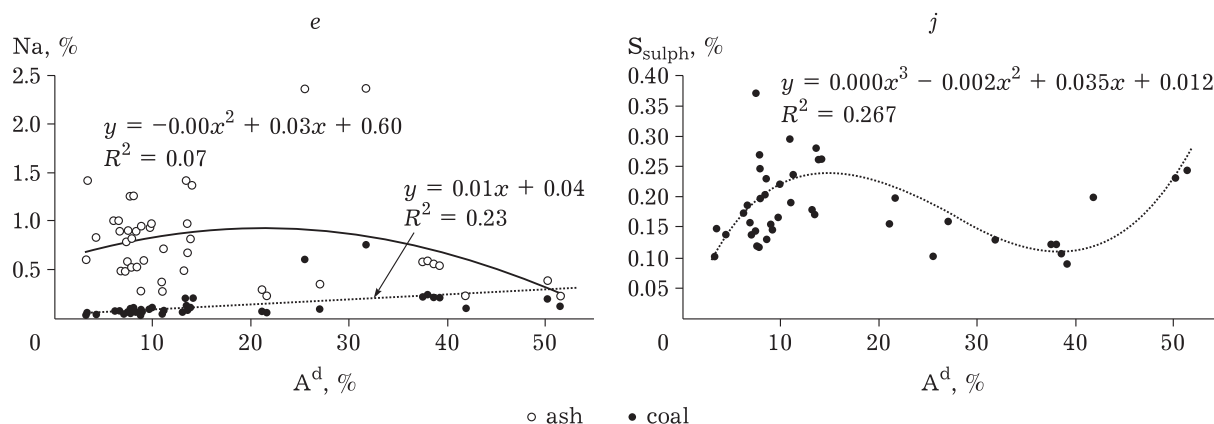 e
Na, %
2.5
2.0
1.5
1.0
0.5
0
10
20
30
40
50
A^d, %
y = −0.00x² + 0.03x + 0.60
R² = 0.07
y = 0.01x + 0.04
R² = 0.23
j
S_sulph, %
0.40
0.35
0.30
0.25
0.20
0.15
0.10
0.05
0
10
20
30
40
50
A^d, %
y = 0.000x³ − 0.002x² + 0.035x + 0.012
R² = 0.267
ash
coal